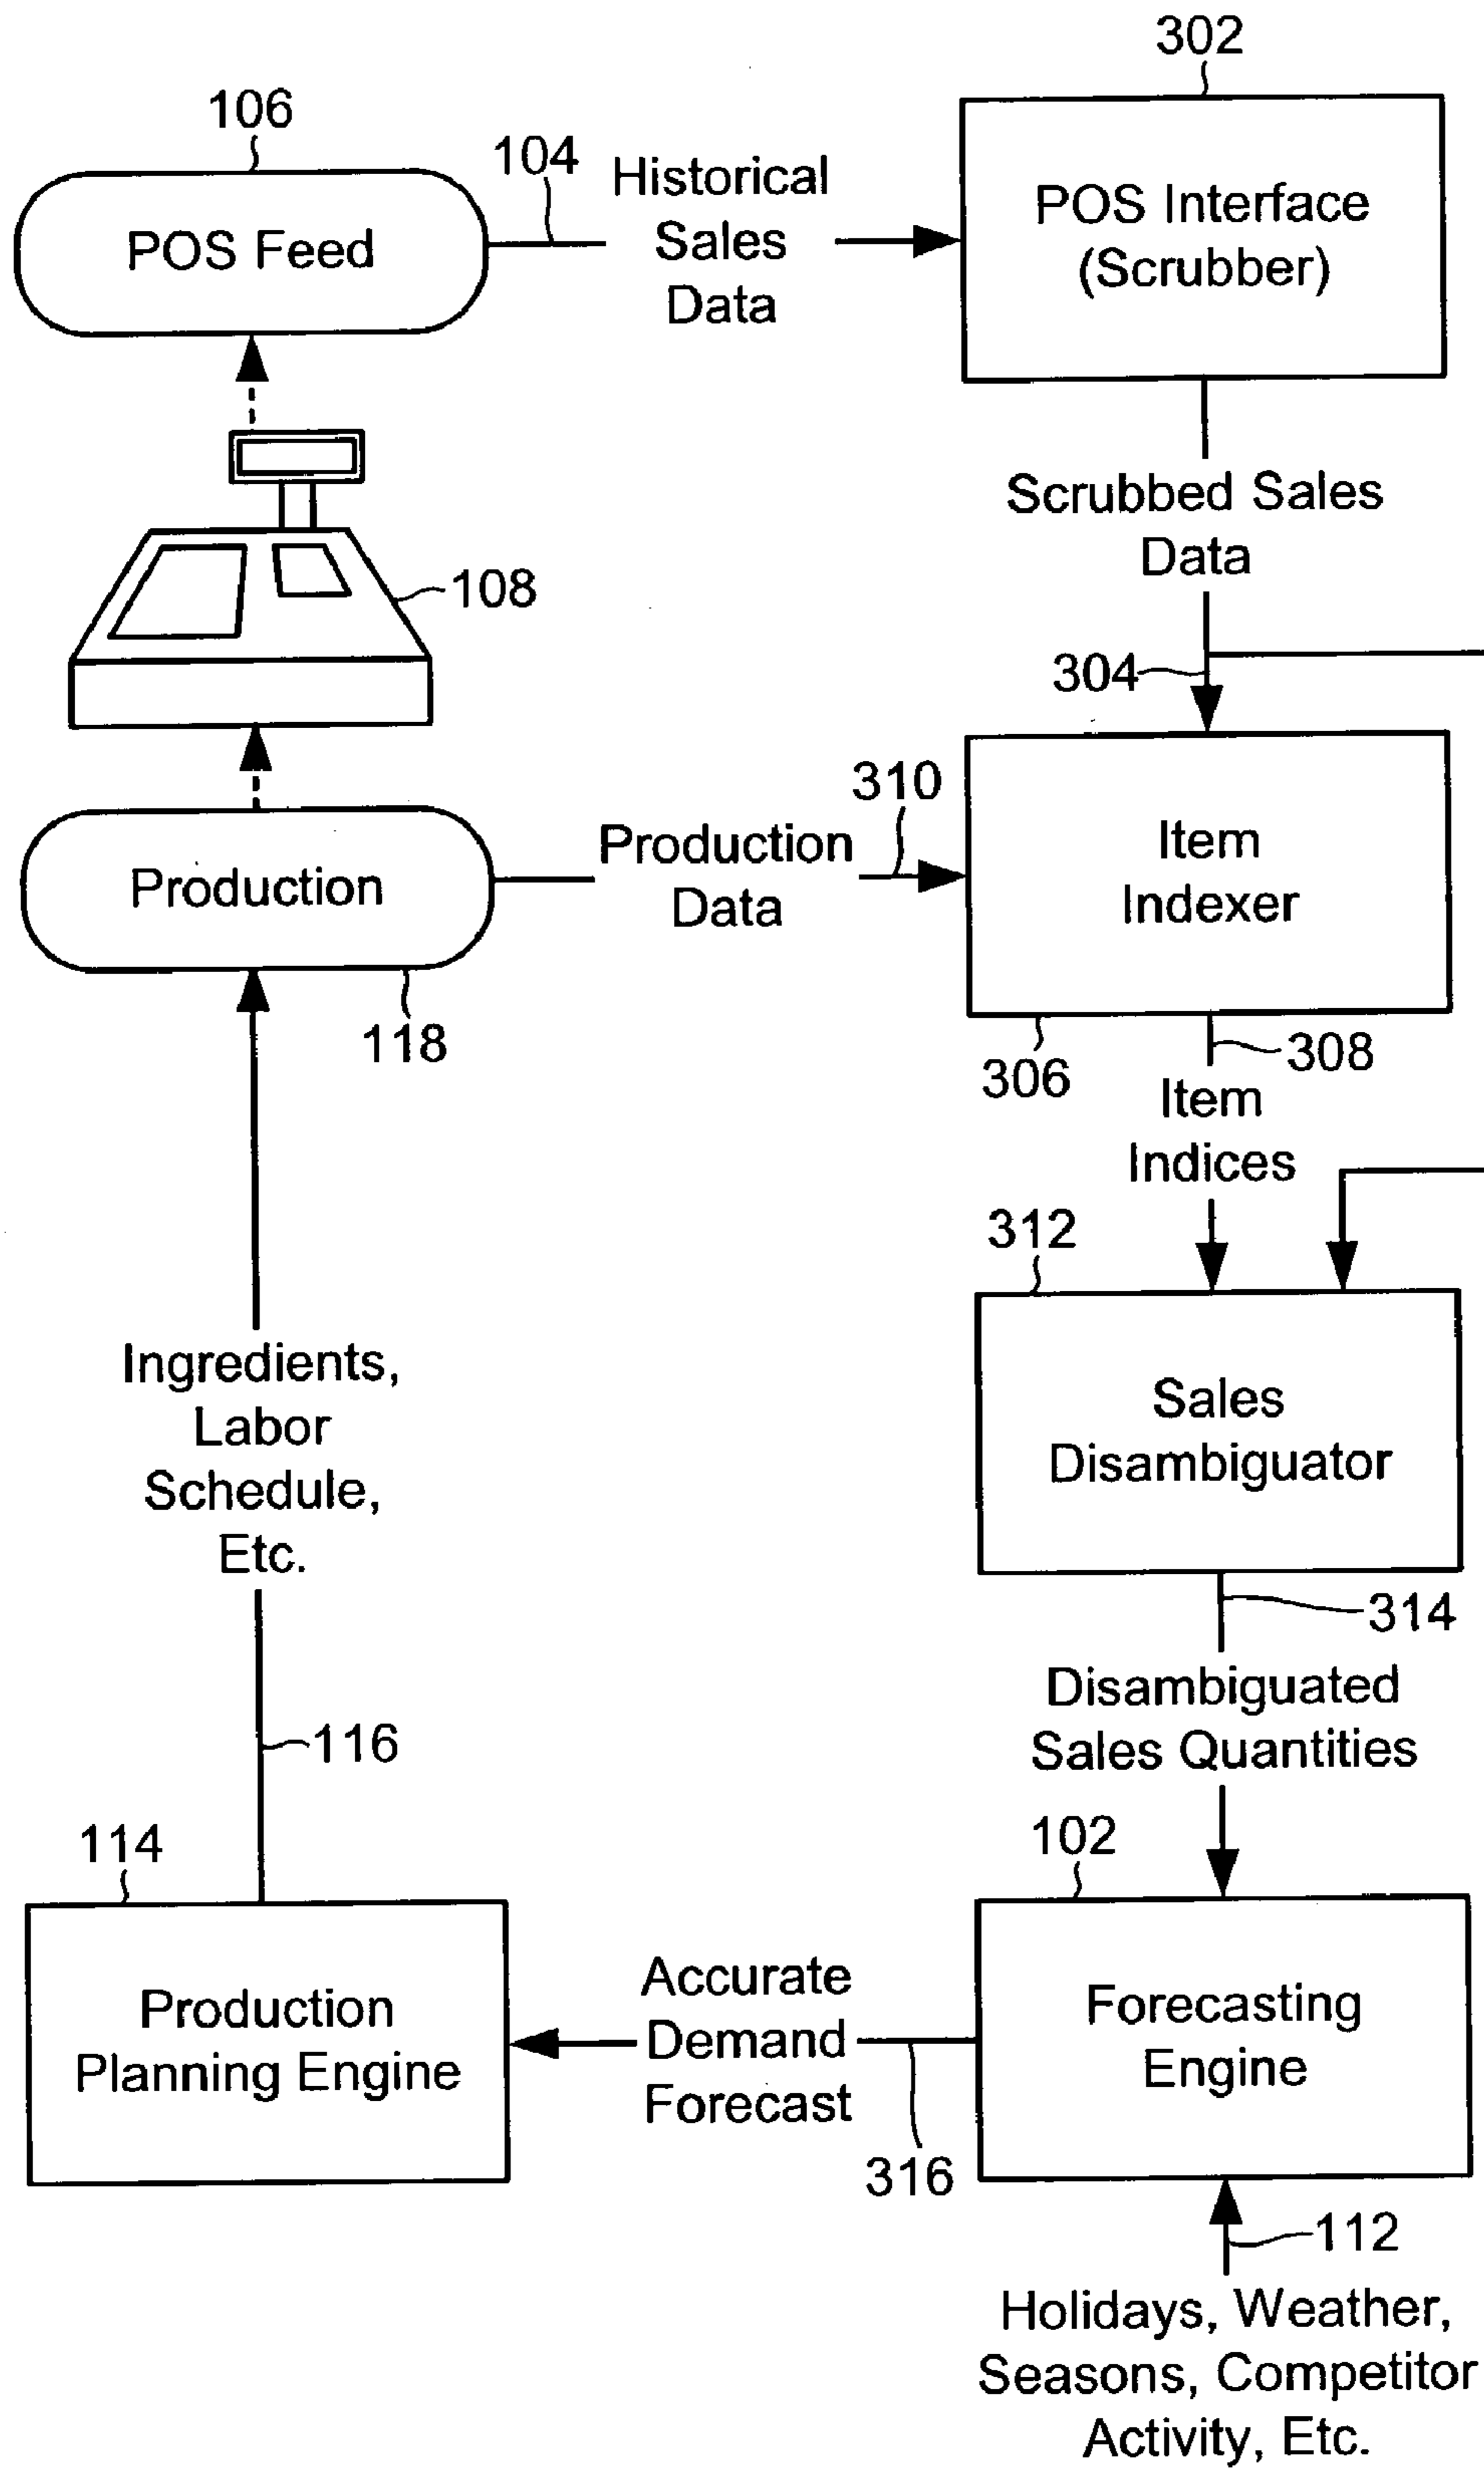 302
106
104
Historical
Sales
Data
POS Feed
POS Interface
(Scrubber)
Scrubbed Sales
Data
108
304
310
Production
Data
Production
Item
Indexer
118
306
308
Item
Indices
312
Ingredients,
Labor
Schedule,
Etc.
Sales
Disambiguator
314
Disambiguated
Sales Quantities
116
114
102
Production
Planning Engine
Accurate
Demand
Forecast
Forecasting
Engine
316
112
Holidays, Weather,
Seasons, Competitor
Activity, Etc.